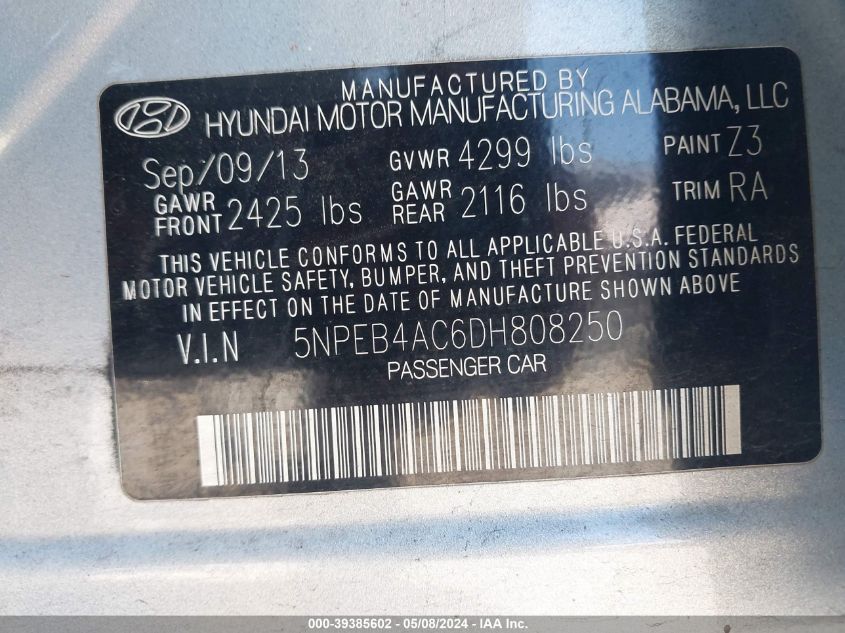 MANUFACTURED BY
HYUNDAI MOTOR MANUFACTURING ALABAMA, LLC
Sep/09/13 GVWR 4299 lbs PAINT Z3
GAWR FRONT 2425 lbs GAWR REAR 2116 lbs TRIM RA
THIS VEHICLE CONFORMS TO ALL APPLICABLE U.S.A. FEDERAL
MOTOR VEHICLE SAFETY, BUMPER, AND THEFT PREVENTION STANDARDS
IN EFFECT ON THE DATE OF MANUFACTURE SHOWN ABOVE
V.I.N 5NPEB4AC6DH808250
PASSENGER CAR
000-39385602 - 05/08/2024 - IAA Inc.